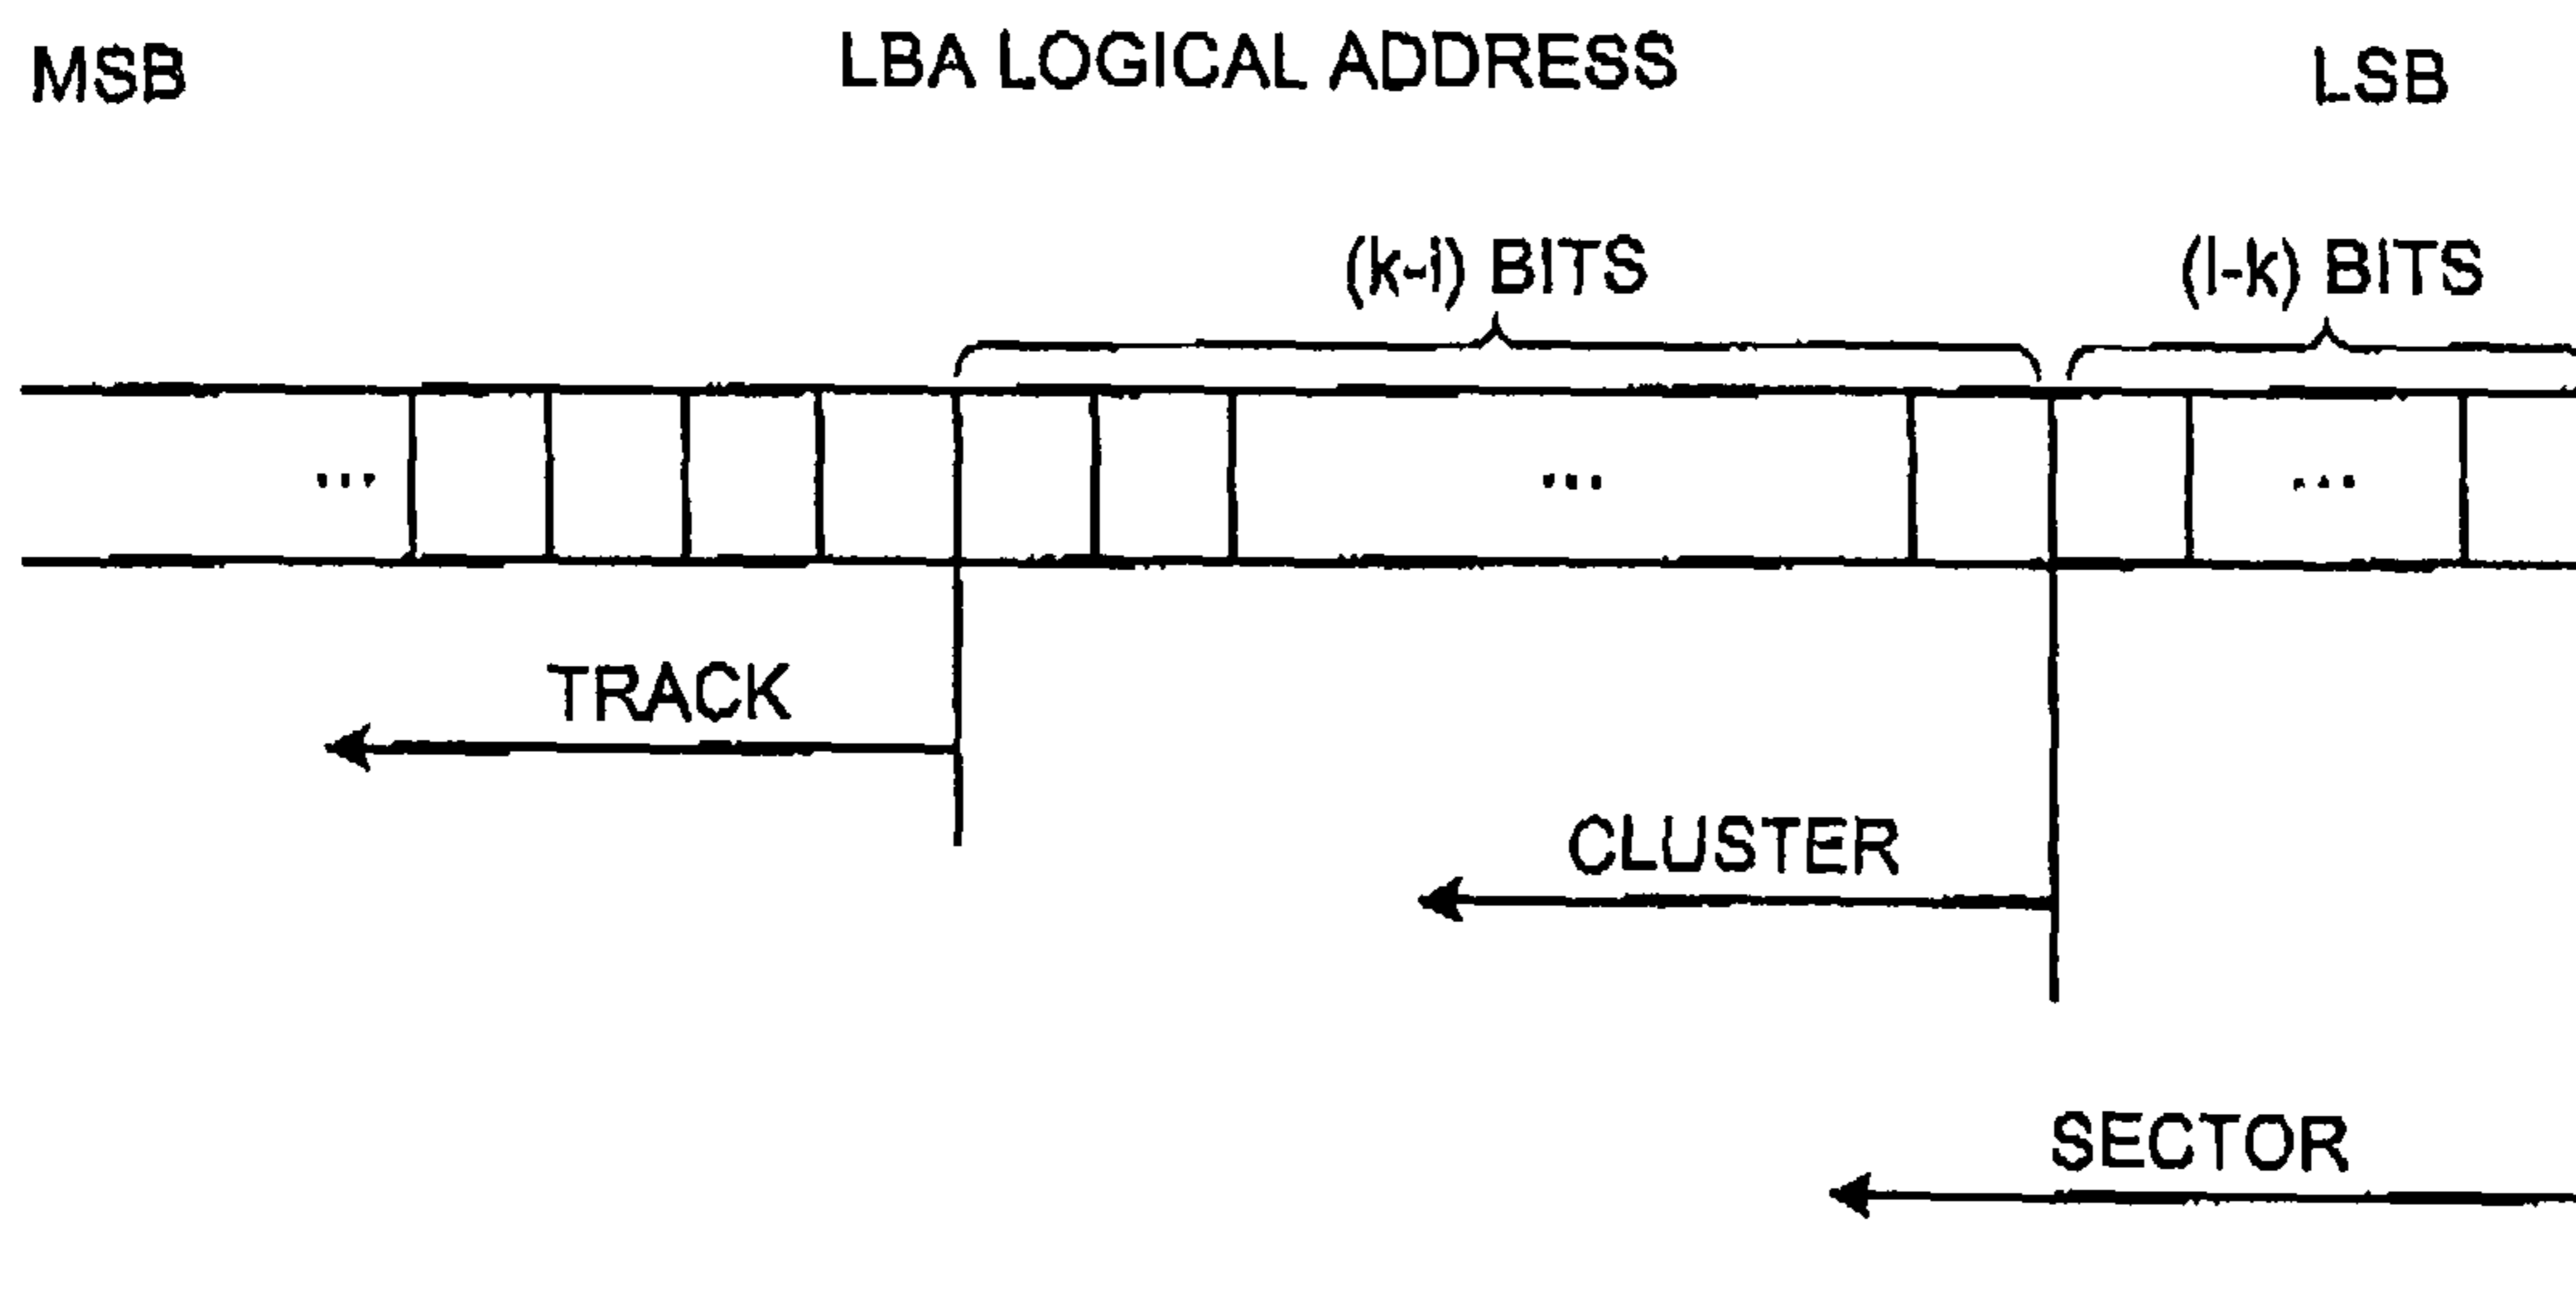 MSB LBA LOGICAL ADDRESS LSB
(k-i) BITS (l-k) BITS
... ... ...
TRACK
CLUSTER
SECTOR